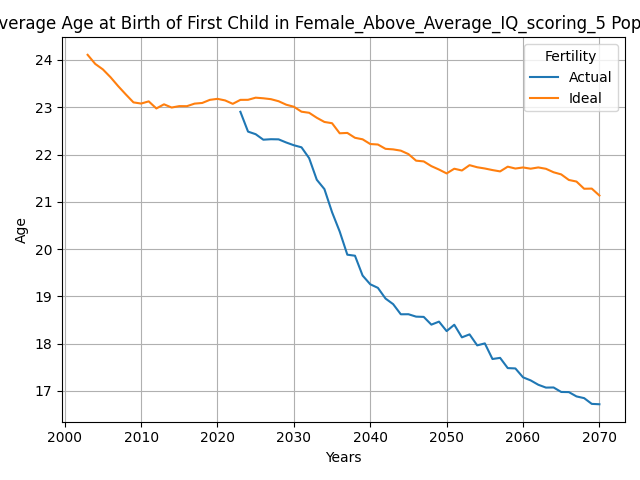 verage Age at Birth of First Child in Female_Above_Average_IQ_scoring_5 Pop
Fertility
Actual
Ideal
24
23
22
21
20
19
18
17
Age
2000 2010 2020 2030 2040 2050 2060 2070
Years